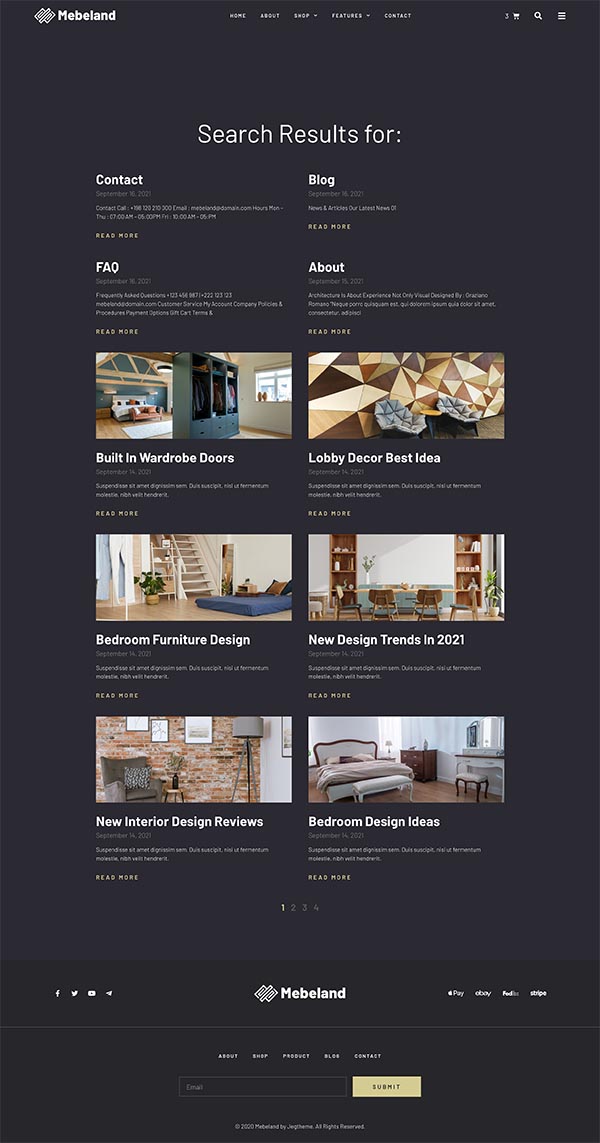 Mebeland
HOME ABOUT SHOP FEATURES CONTACT
3
Search Results for:
Contact
September 16, 2021
Contact Call : +198 120 210 000 Email : mebeland@domain.com Hours Mon –
Thu : 07:00 AM – 05:00PM Fri : 10:00 AM – 05:PM
READ MORE
Blog
September 16, 2021
News & Articles Our Latest News 01
READ MORE
FAQ
September 16, 2021
Frequently Asked Questions +123 456 987 | +222 123 123
mebeland@domain.com Customer Service My Account Company Policies &
Procedures Payment Options Gift Cart Terms &
READ MORE
About
September 15, 2021
Architecture Is About Experience Not Only Visual Designed By : Graziano
Romano "Neque porro quisquam est, qui dolorem ipsum quia dolor sit amet,
consectetur, adipisci
READ MORE
Built In Wardrobe Doors
September 14, 2021
Suspendisse sit amet dignissim sem. Duis suscipit, nisl ut fermentum
molestie, nibh velit hendrerit.
READ MORE
Lobby Decor Best Idea
September 14, 2021
Suspendisse sit amet dignissim sem. Duis suscipit, nisl ut fermentum
molestie, nibh velit hendrerit.
READ MORE
Bedroom Furniture Design
September 14, 2021
Suspendisse sit amet dignissim sem. Duis suscipit, nisl ut fermentum
molestie, nibh velit hendrerit.
READ MORE
New Design Trends In 2021
September 14, 2021
Suspendisse sit amet dignissim sem. Duis suscipit, nisl ut fermentum
molestie, nibh velit hendrerit.
READ MORE
New Interior Design Reviews
September 14, 2021
Suspendisse sit amet dignissim sem. Duis suscipit, nisl ut fermentum
molestie, nibh velit hendrerit.
READ MORE
Bedroom Design Ideas
September 14, 2021
Suspendisse sit amet dignissim sem. Duis suscipit, nisl ut fermentum
molestie, nibh velit hendrerit.
READ MORE
1 2 3 4
Mebeland
Pay ebay FedEx stripe
ABOUT SHOP PRODUCT BLOG CONTACT
Email
SUBMIT
© 2020 Mebeland by Jegtheme. All Rights Reserved.